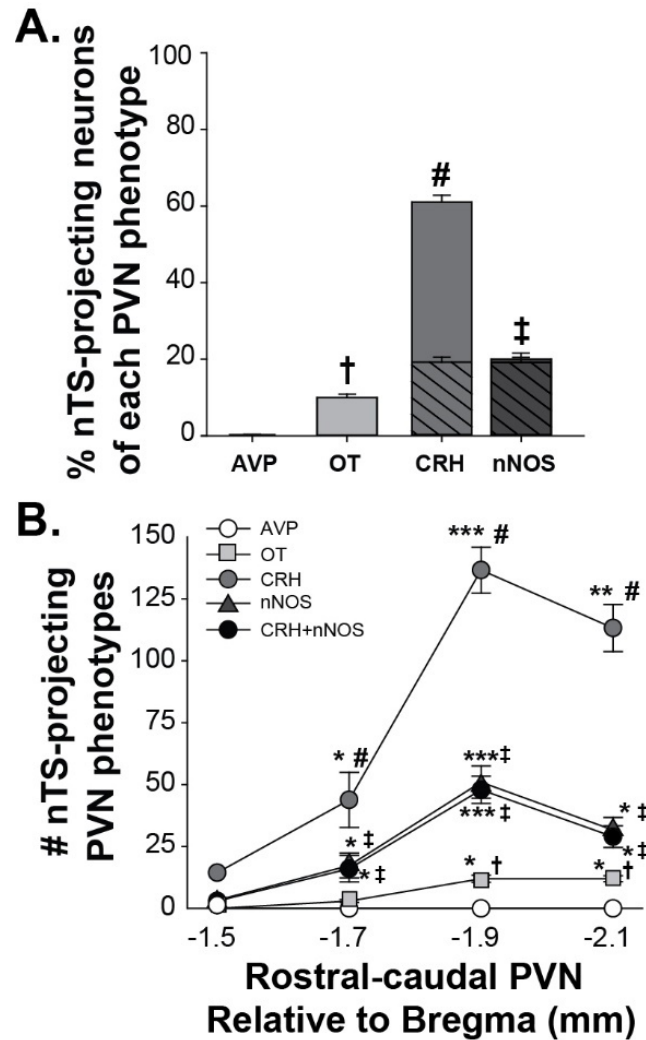 A.
% nTS-projecting neurons
of each PVN phenotype
100
80
60
40
20
0
†
#
‡
AVP OT CRH nNOS
B.
# nTS-projecting
PVN phenotypes
150
125
100
75
50
25
0
AVP
OT
CRH
nNOS
CRH+nNOS
*** #
** #
* #
***‡
***‡
* ‡
* ‡
* ‡
* ‡
* †
* †
-1.5 -1.7 -1.9 -2.1
Rostral-caudal PVN
Relative to Bregma (mm)